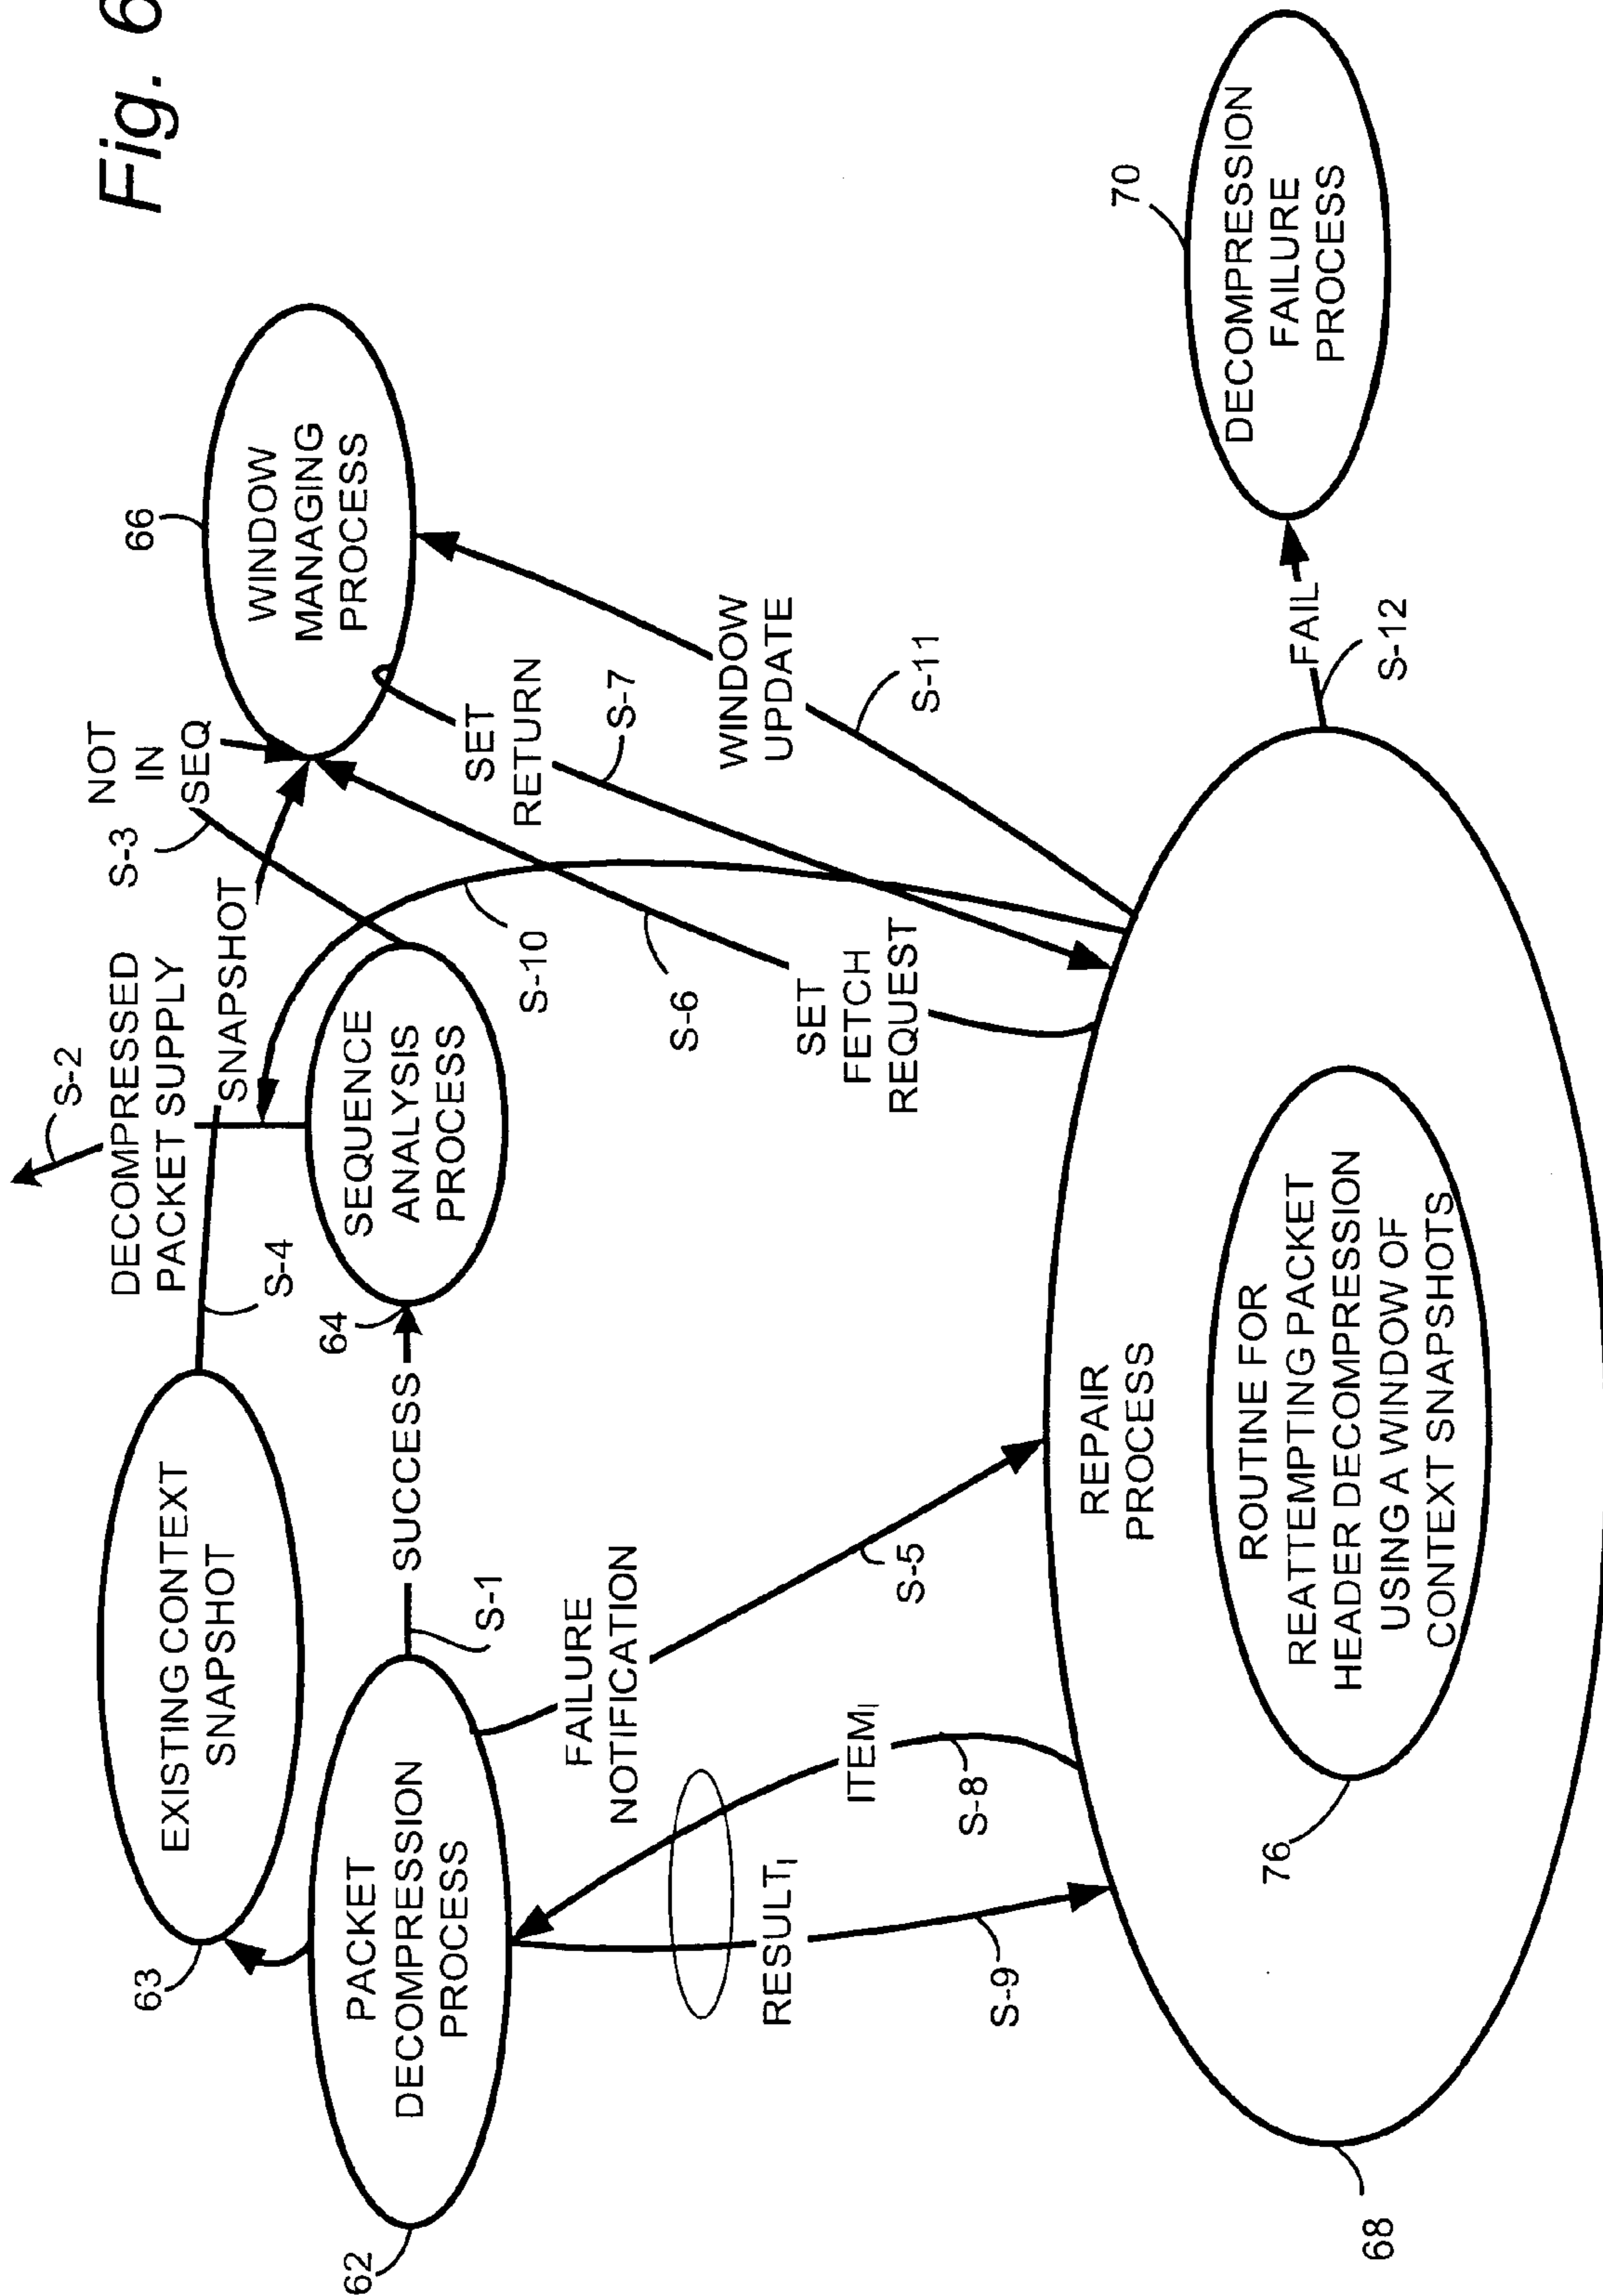 Fig. 6
63
EXISTING CONTEXT
SNAPSHOT
S-4
S-2
DECOMPRESSED
PACKET SUPPLY
SNAPSHOT
S-3
NOT
IN
SEQ
66
WINDOW
MANAGING
PROCESS
62
PACKET
DECOMPRESSION
PROCESS
S-1
SUCCESS
64
SEQUENCE
ANALYSIS
PROCESS
S-10
SET
RETURN
S-7
FAILURE
NOTIFICATION
S-5
S-6
SET
FETCH
REQUEST
WINDOW
UPDATE
S-11
RESULT I
S-9
ITEM I
S-8
REPAIR
PROCESS
76
ROUTINE FOR
REATTEMPTING PACKET
HEADER DECOMPRESSION
USING A WINDOW OF
CONTEXT SNAPSHOTS
68
FAIL
S-12
70
DECOMPRESSION
FAILURE
PROCESS